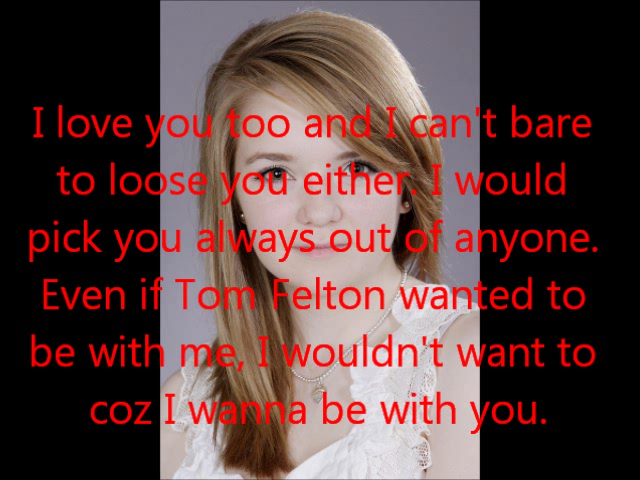 I love you too and I can't bare
to loose you either. I would
pick you always out of anyone.
Even if Tom Felton wanted to
be with me, I wouldn't want to
coz I wanna be with you.